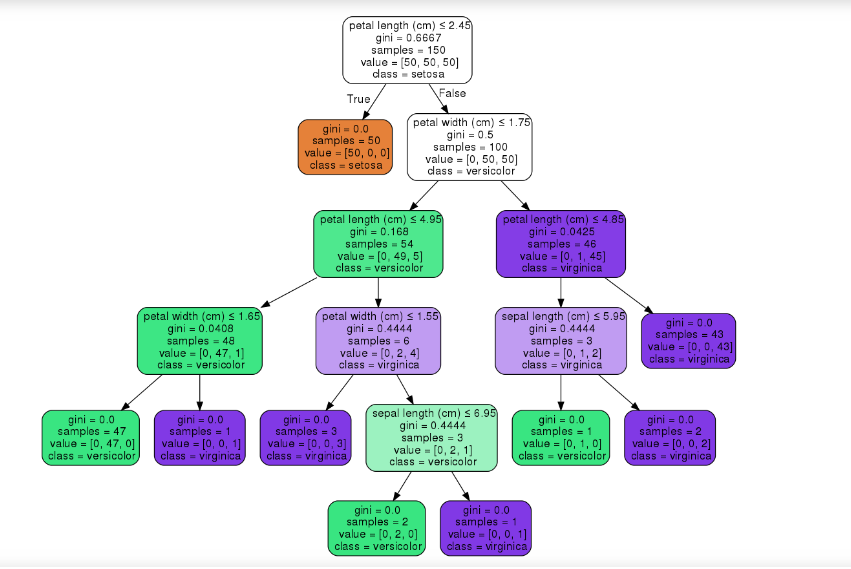 petal length (cm) ≤ 2.45
gini = 0.6667
samples = 150
value = [50, 50, 50]
class = setosa
True
False
gini = 0.0
samples = 50
value = [50, 0, 0]
class = setosa
petal width (cm) ≤ 1.75
gini = 0.5
samples = 100
value = [0, 50, 50]
class = versicolor
petal length (cm) ≤ 4.95
gini = 0.168
samples = 54
value = [0, 49, 5]
class = versicolor
petal length (cm) ≤ 4.85
gini = 0.0425
samples = 46
value = [0, 1, 45]
class = virginica
petal width (cm) ≤ 1.65
gini = 0.0408
samples = 48
value = [0, 47, 1]
class = versicolor
petal width (cm) ≤ 1.55
gini = 0.4444
samples = 6
value = [0, 2, 4]
class = virginica
sepal length (cm) ≤ 5.95
gini = 0.4444
samples = 3
value = [0, 1, 2]
class = virginica
gini = 0.0
samples = 43
value = [0, 0, 43]
class = virginica
gini = 0.0
samples = 47
value = [0, 47, 0]
class = versicolor
gini = 0.0
samples = 1
value = [0, 0, 1]
class = virginica
gini = 0.0
samples = 3
value = [0, 0, 3]
class = virginica
sepal length (cm) ≤ 6.95
gini = 0.4444
samples = 3
value = [0, 2, 1]
class = versicolor
gini = 0.0
samples = 1
value = [0, 1, 0]
class = versicolor
gini = 0.0
samples = 2
value = [0, 0, 2]
class = virginica
gini = 0.0
samples = 2
value = [0, 2, 0]
class = versicolor
gini = 0.0
samples = 1
value = [0, 0, 1]
class = virginica